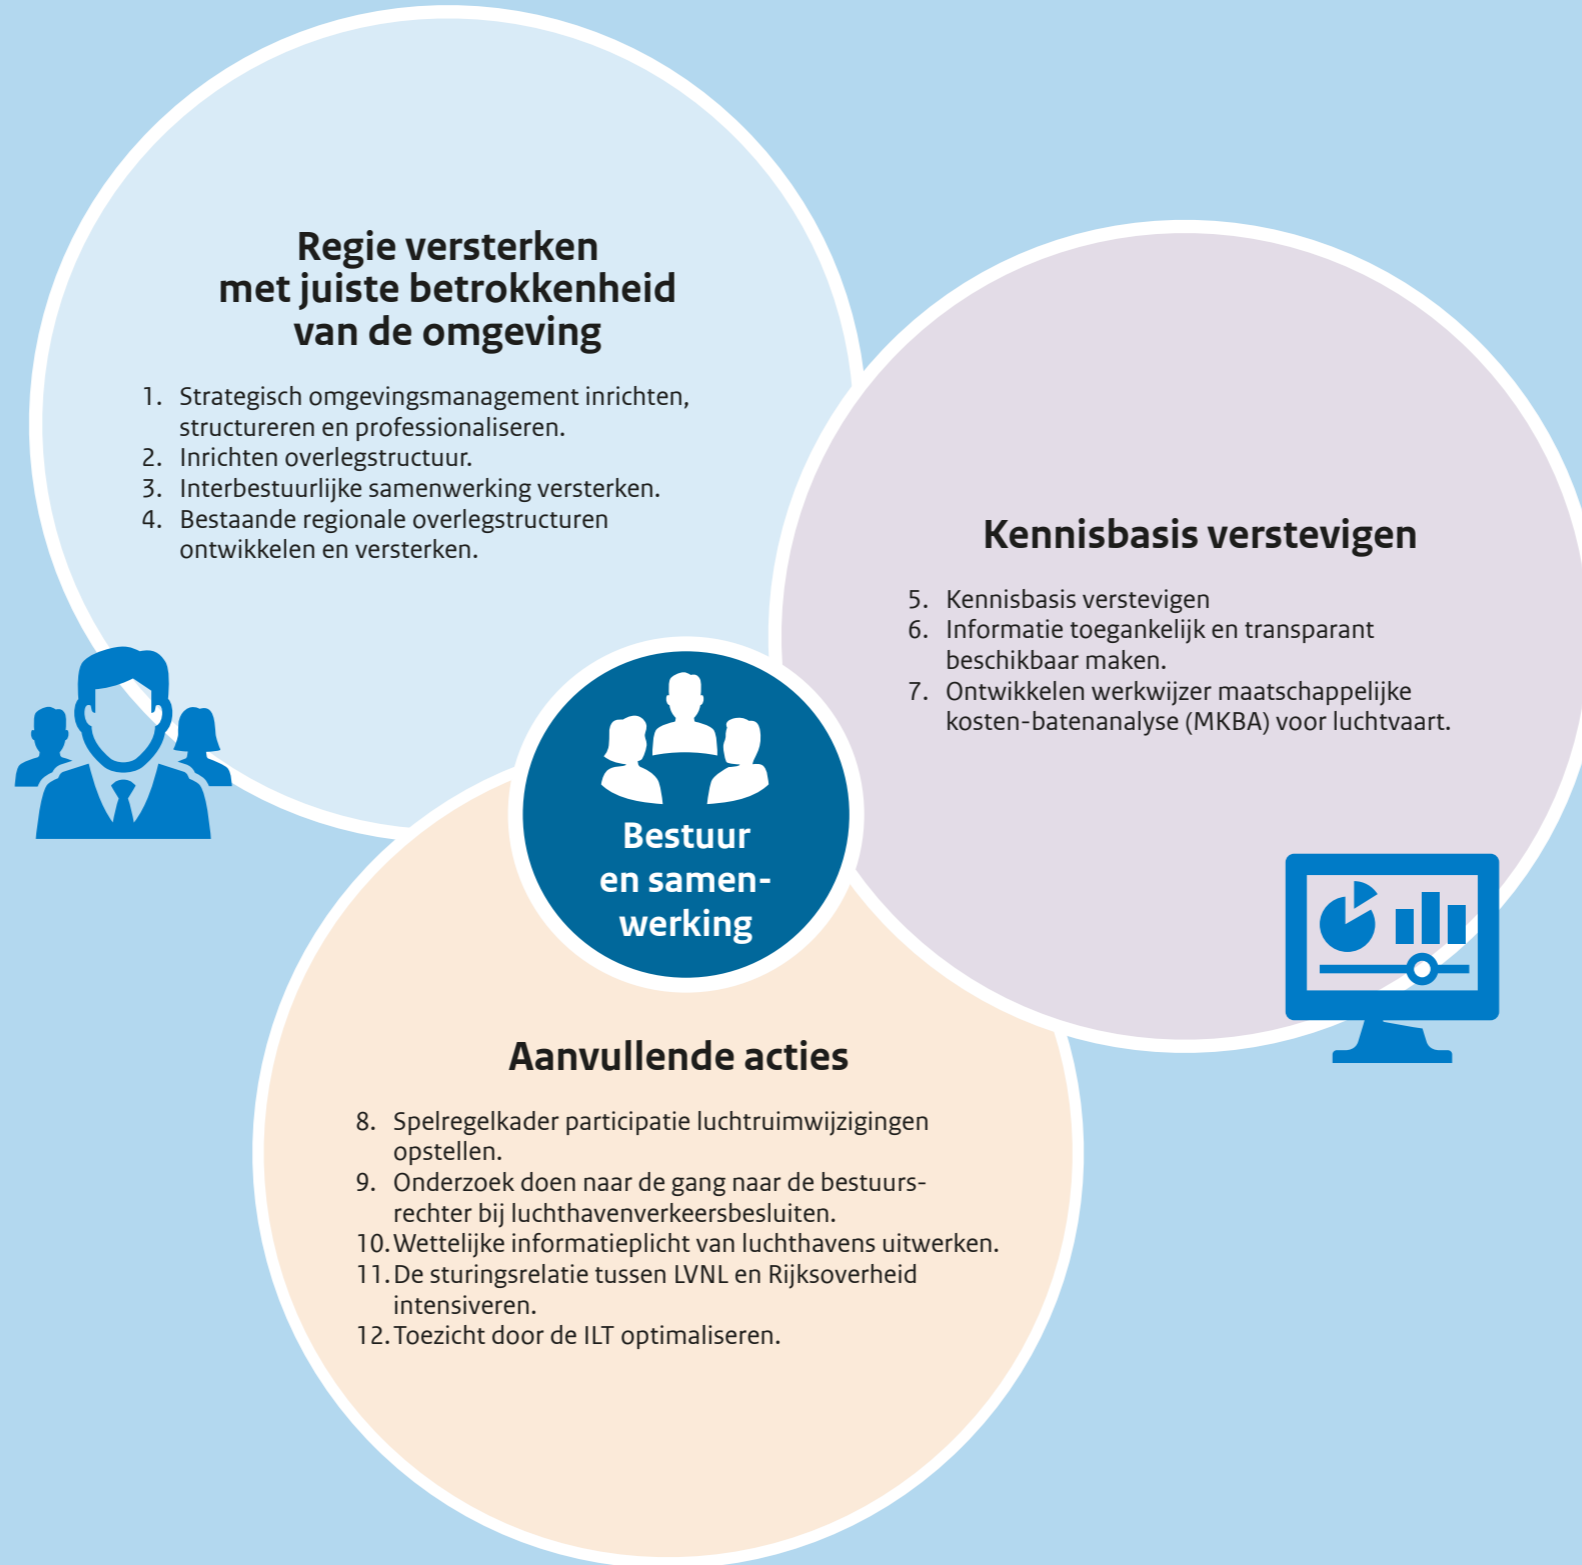 Regie versterken
met juiste betrokkenheid
van de omgeving
1. Strategisch omgevingsmanagement inrichten,
structureren en professionaliseren.
2. Inrichten overlegstructuur.
3. Interbestuurlijke samenwerking versterken.
4. Bestaande regionale overlegstructuren
ontwikkelen en versterken.
Kennisbasis verstevigen
5. Kennisbasis verstevigen
6. Informatie toegankelijk en transparant
beschikbaar maken.
7. Ontwikkelen werkwijzer maatschappelijke
kosten-batenanalyse (MKBA) voor luchtvaart.
Bestuur
en samen-
werking
Aanvullende acties
8. Spelregelkader participatie luchtruimwijzigingen
opstellen.
9. Onderzoek doen naar de gang naar de bestuurs-
rechter bij luchthavenverkeersbesluiten.
10. Wettelijke informatieplicht van luchthavens uitwerken.
11. De sturingsrelatie tussen LVNL en Rijksoverheid
intensiveren.
12. Toezicht door de ILT optimaliseren.